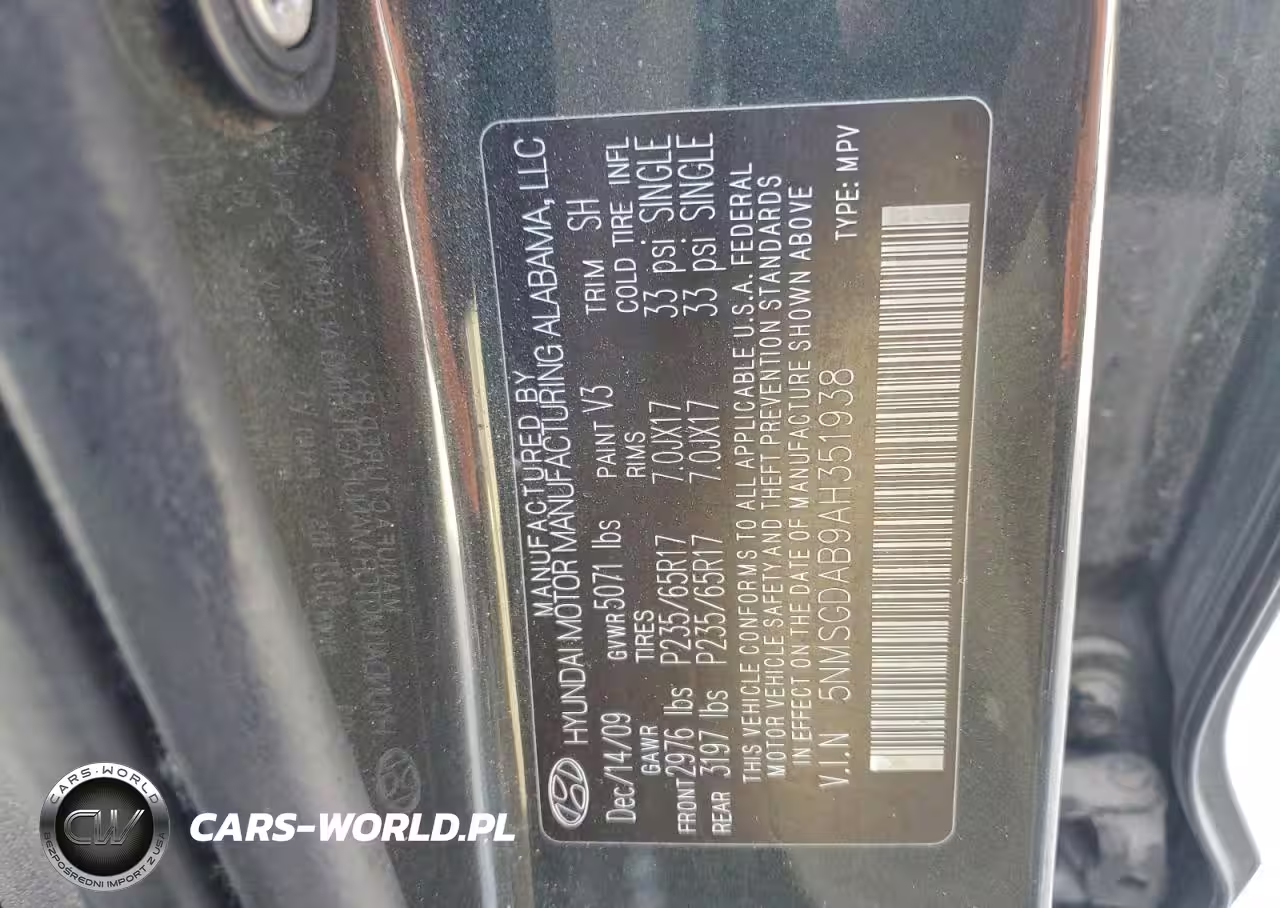 MANUFACTURED BY
HYUNDAI MOTOR MANUFACTURING ALABAMA, LLC
Dec/14/09 GVWR 5071 lbs PAINT V3 TRIM SH
GAWR TIRES RIMS COLD TIRE INFL
FRONT 2976 lbs P235/65R17 7.0JX17 33 psi SINGLE
REAR 3197 lbs P235/65R17 7.0JX17 33 psi SINGLE
THIS VEHICLE CONFORMS TO ALL APPLICABLE U.S.A. FEDERAL
MOTOR VEHICLE SAFETY AND THEFT PREVENTION STANDARDS
IN EFFECT ON THE DATE OF MANUFACTURE SHOWN ABOVE
V.I.N 5NMSGDAB9AH351938 TYPE: MPV
CARS-WORLD
CW
BEZPOŚREDNI IMPORT Z USA
CARS-WORLD.PL